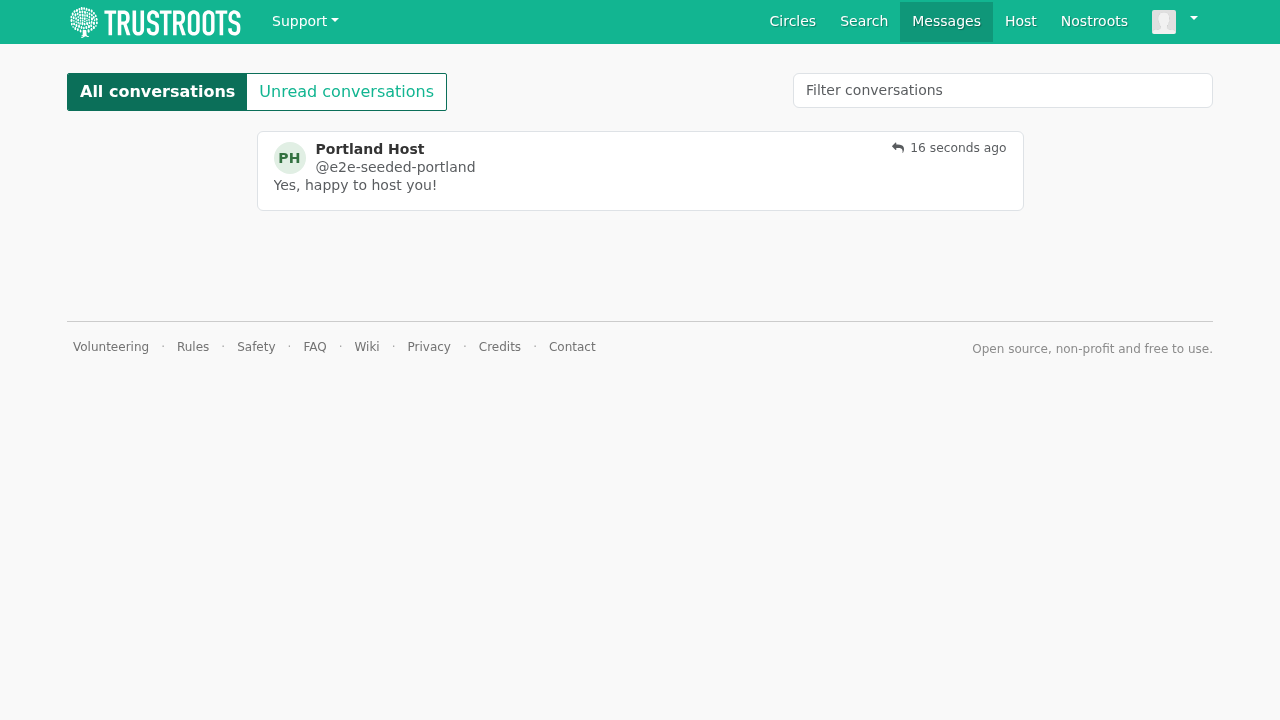 TRUSTROOTS Support Circles Search Messages Host Nostroots
All conversations Unread conversations Filter conversations
PH Portland Host 16 seconds ago
@e2e-seeded-portland
Yes, happy to host you!
Volunteering · Rules · Safety · FAQ · Wiki · Privacy · Credits · Contact Open source, non-profit and free to use.